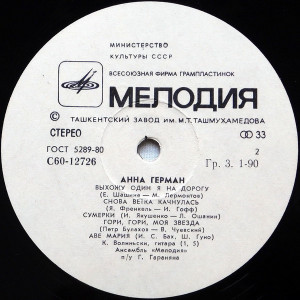 МИНИСТЕРСТВО
КУЛЬТУРЫ СССР
ВСЕСОЮЗНАЯ ФИРМА ГРАМПЛАСТИНОК
МЕЛОДИЯ
ТАШКЕНТСКИЙ ЗАВОД ИМ. М.Т. ТАШМУХАМЕДОВА
СТЕРЕО
33
ГОСТ 5289-80
2
С60-12726
Гр. 3. 1-90
АННА ГЕРМАН
ВЫХОЖУ ОДИН Я НА ДОРОГУ
(Е. Шашина — М. Лермонтов)
СНОВА ВЕТКА КАЧНУЛАСЬ
(Я. Френкель — И. Гофф)
СУМЕРКИ (И. Якушенко — Л. Ошанин)
ГОРИ, ГОРИ, МОЯ ЗВЕЗДА
(Петр Булахов — В. Чуевский)
АВЕ МАРИЯ (И. С. Бах, Ш. Гуно)
К. Волиньски, гитара (1, 5)
Ансамбль «Мелодия»
п/у Г. Гараняна